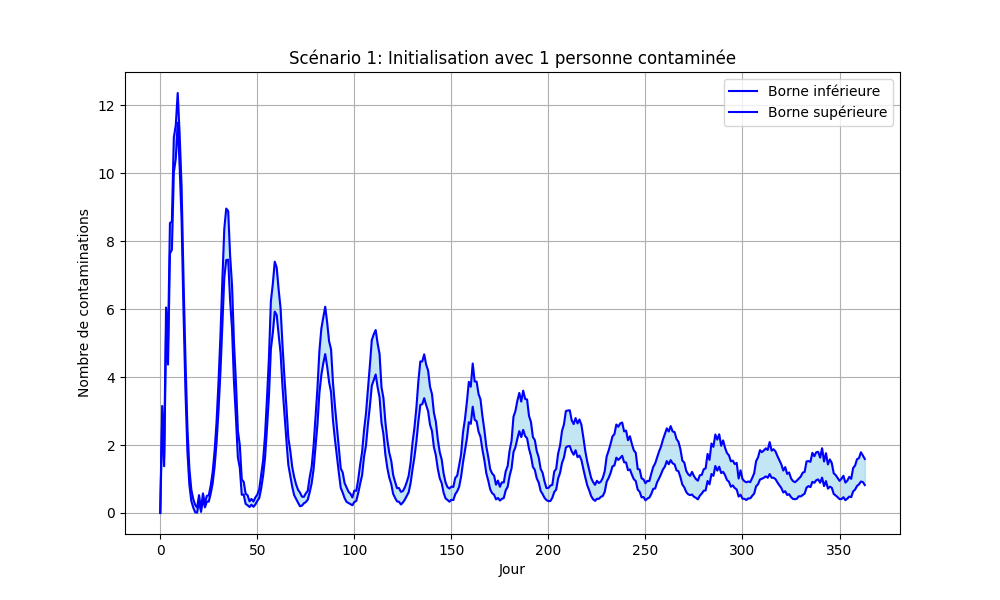 Scénario 1: Initialisation avec 1 personne contaminée
Borne inférieure
Borne supérieure
Nombre de contaminations
12
10
8
6
4
2
0
0 50 100 150 200 250 300 350
Jour